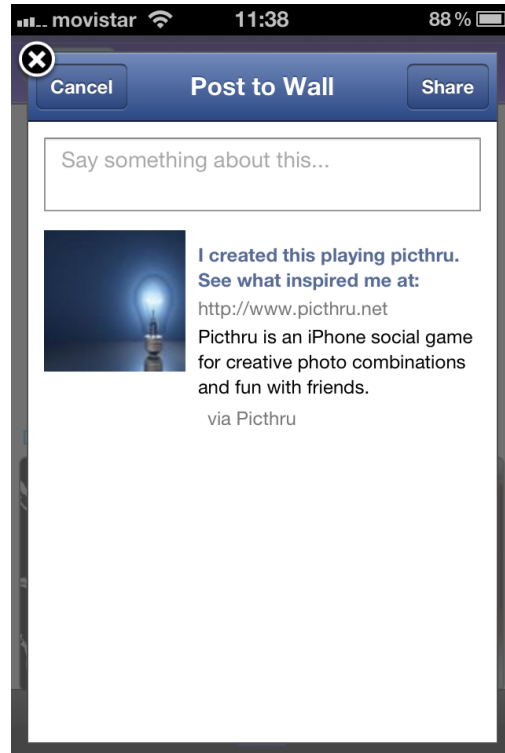 movistar 11:38 88%
Cancel Post to Wall Share
Say something about this...
I created this playing picthru.
See what inspired me at:
http://www.picthru.net
Picthru is an iPhone social game
for creative photo combinations
and fun with friends.
via Picthru